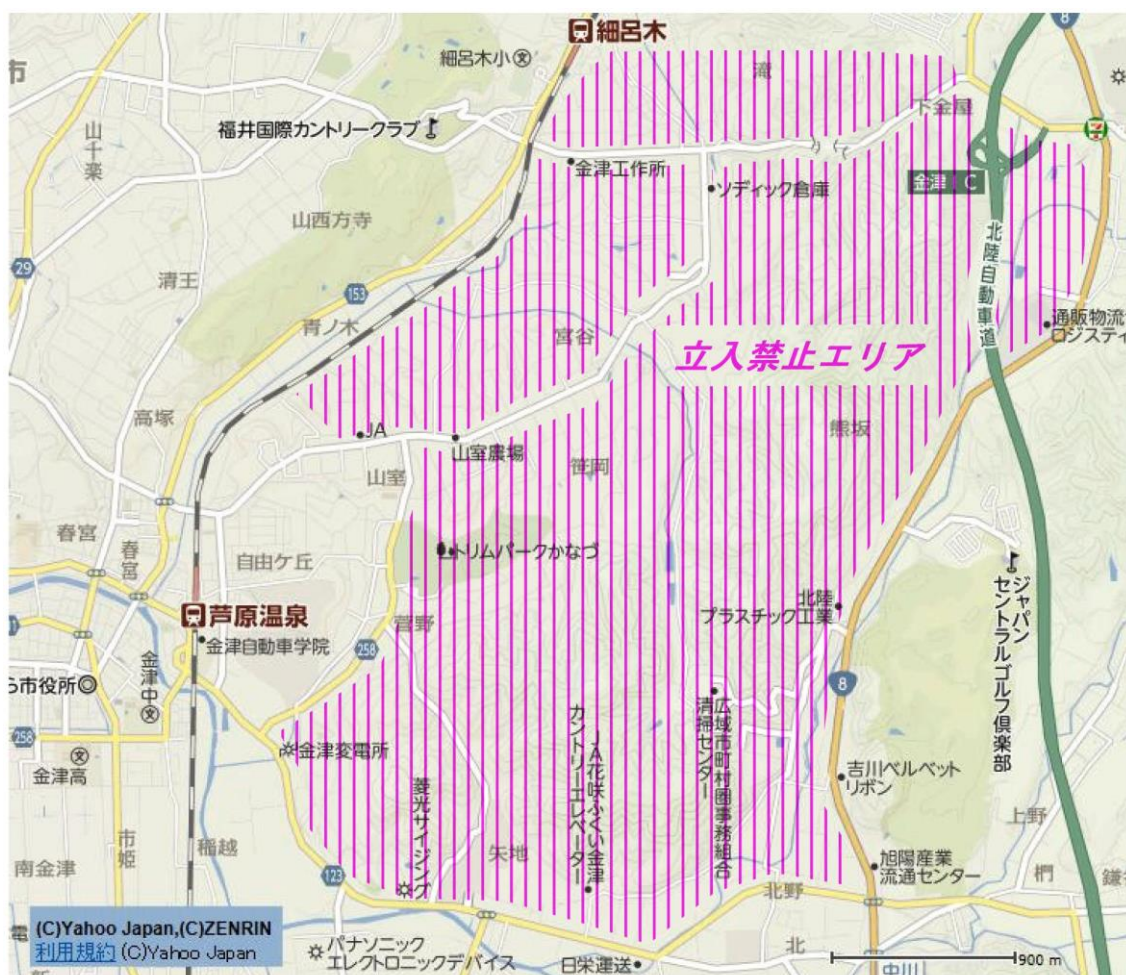 細呂木
8
市
細呂木小
滝
下金屋
山十楽
福井国際カントリークラブ
金津工作所
ソディック倉庫
金津 C
山西方寺
29
清王
北陸自動車道
153
青ノ木
宮谷
通販物流
ロジスティ
立入禁止エリア
高塚
JA
山室農場
熊坂
山室
笹岡
春宮
春宮
自由ケ丘
トリムパークかなづ
芦原温泉
菅野
北陸
プラスチック工業
ジャパン
セントラルゴルフ倶楽部
金津自動車学院
258
ら市役所
金津中
8
広域市町村圏事務組合
清掃センター
258
金津変電所
JA花咲ふくい金津
カントリーエレベーター
金津高
菱光サイジング
吉川ベルベット
リボン
上野
市姫
稲越
矢地
南金津
123
旭陽産業
流通センター
椚
北野
鎌
(C)Yahoo Japan,(C)ZENRIN
利用規約 (C)Yahoo Japan
パナソニック
エレクトロニックデバイス
日栄運送
北
中川
900 m